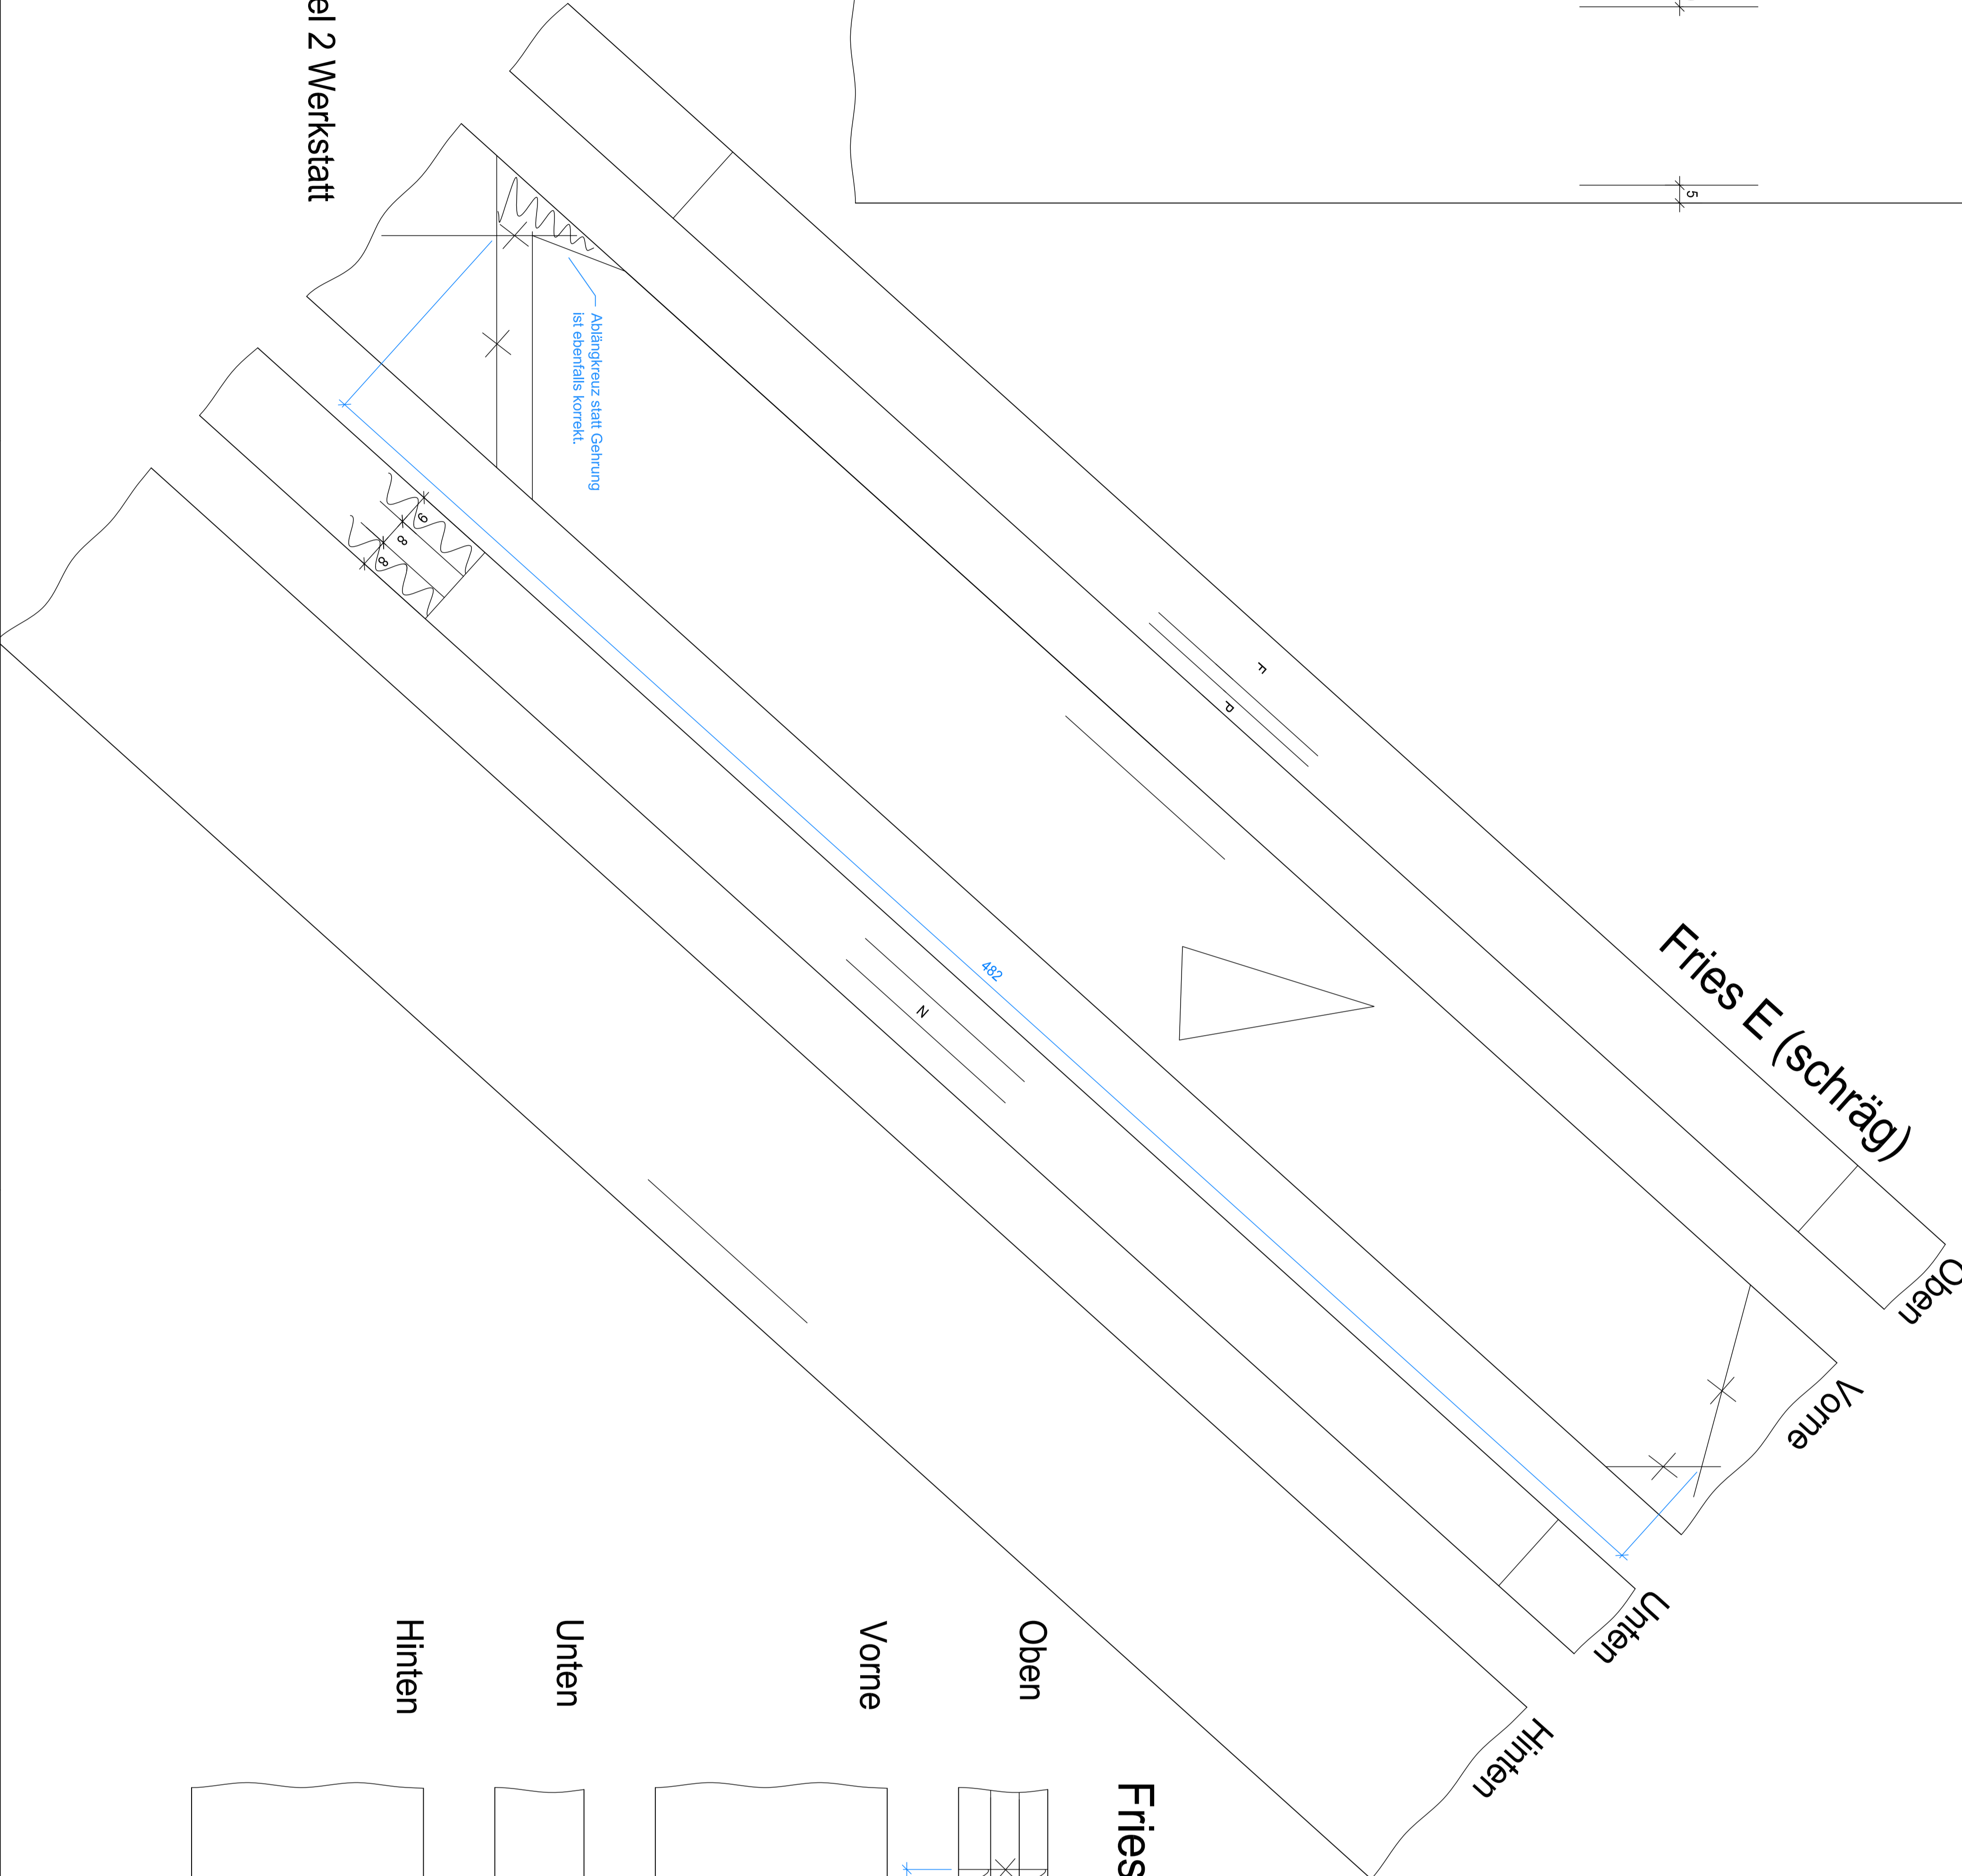 el 2 Werkstatt
5
Ablängkreuz statt Gehrung
ist ebenfalls korrekt.
9
8
8
F
P
482
N
Fries E (schräg)
Oben
Vorne
Unten
Hinten
Oben
Vorne
Unten
Hinten
Fries